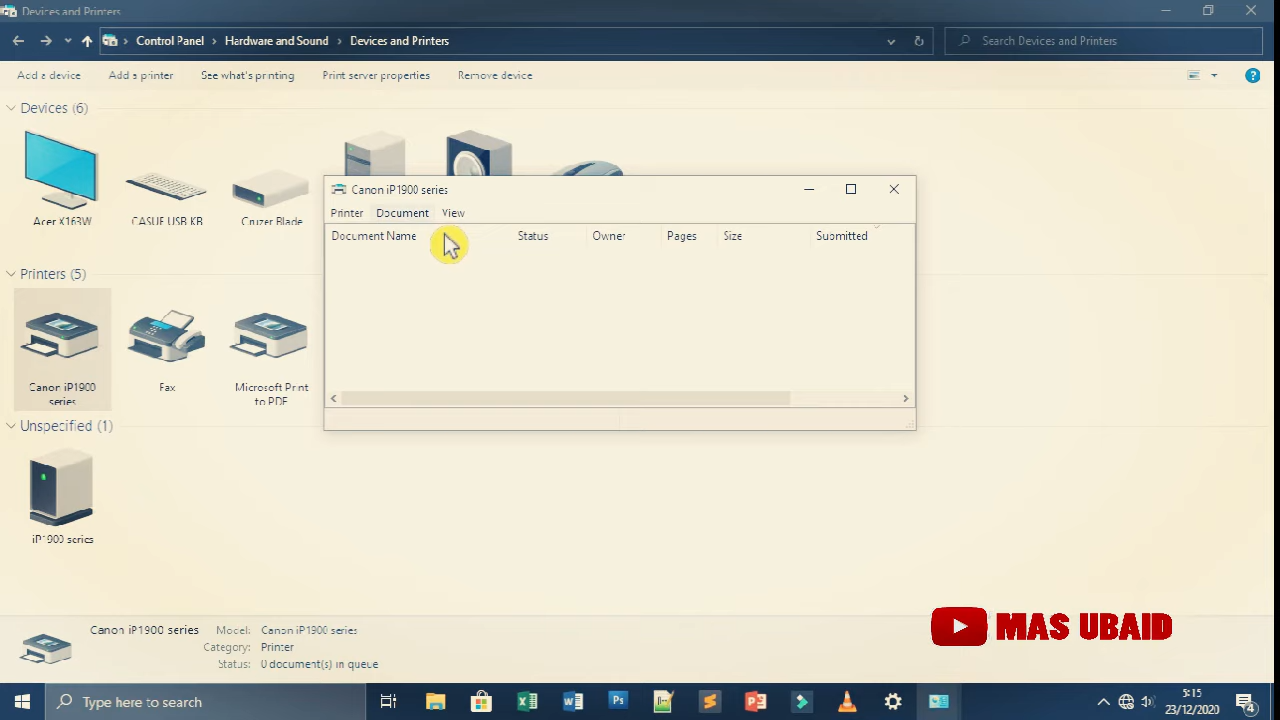 Devices and Printers
Control Panel > Hardware and Sound > Devices and Printers
Search Devices and Printers
Add a device Add a printer See what's printing Print server properties Remove device
Devices (6)
Acer X163W
CASUE USB KB
Cruzer Blade
Canon iP1900 series
Printer Document View
Document Name Status Owner Pages Size Submitted
Printers (5)
Canon iP1900
series
Fax
Microsoft Print
to PDF
Unspecified (1)
iP1900 series
Canon iP1900 series
Model: Canon iP1900 series
Category: Printer
Status: 0 document(s) in queue
MAS UBAID
Type here to search
5:15
23/12/2020
4